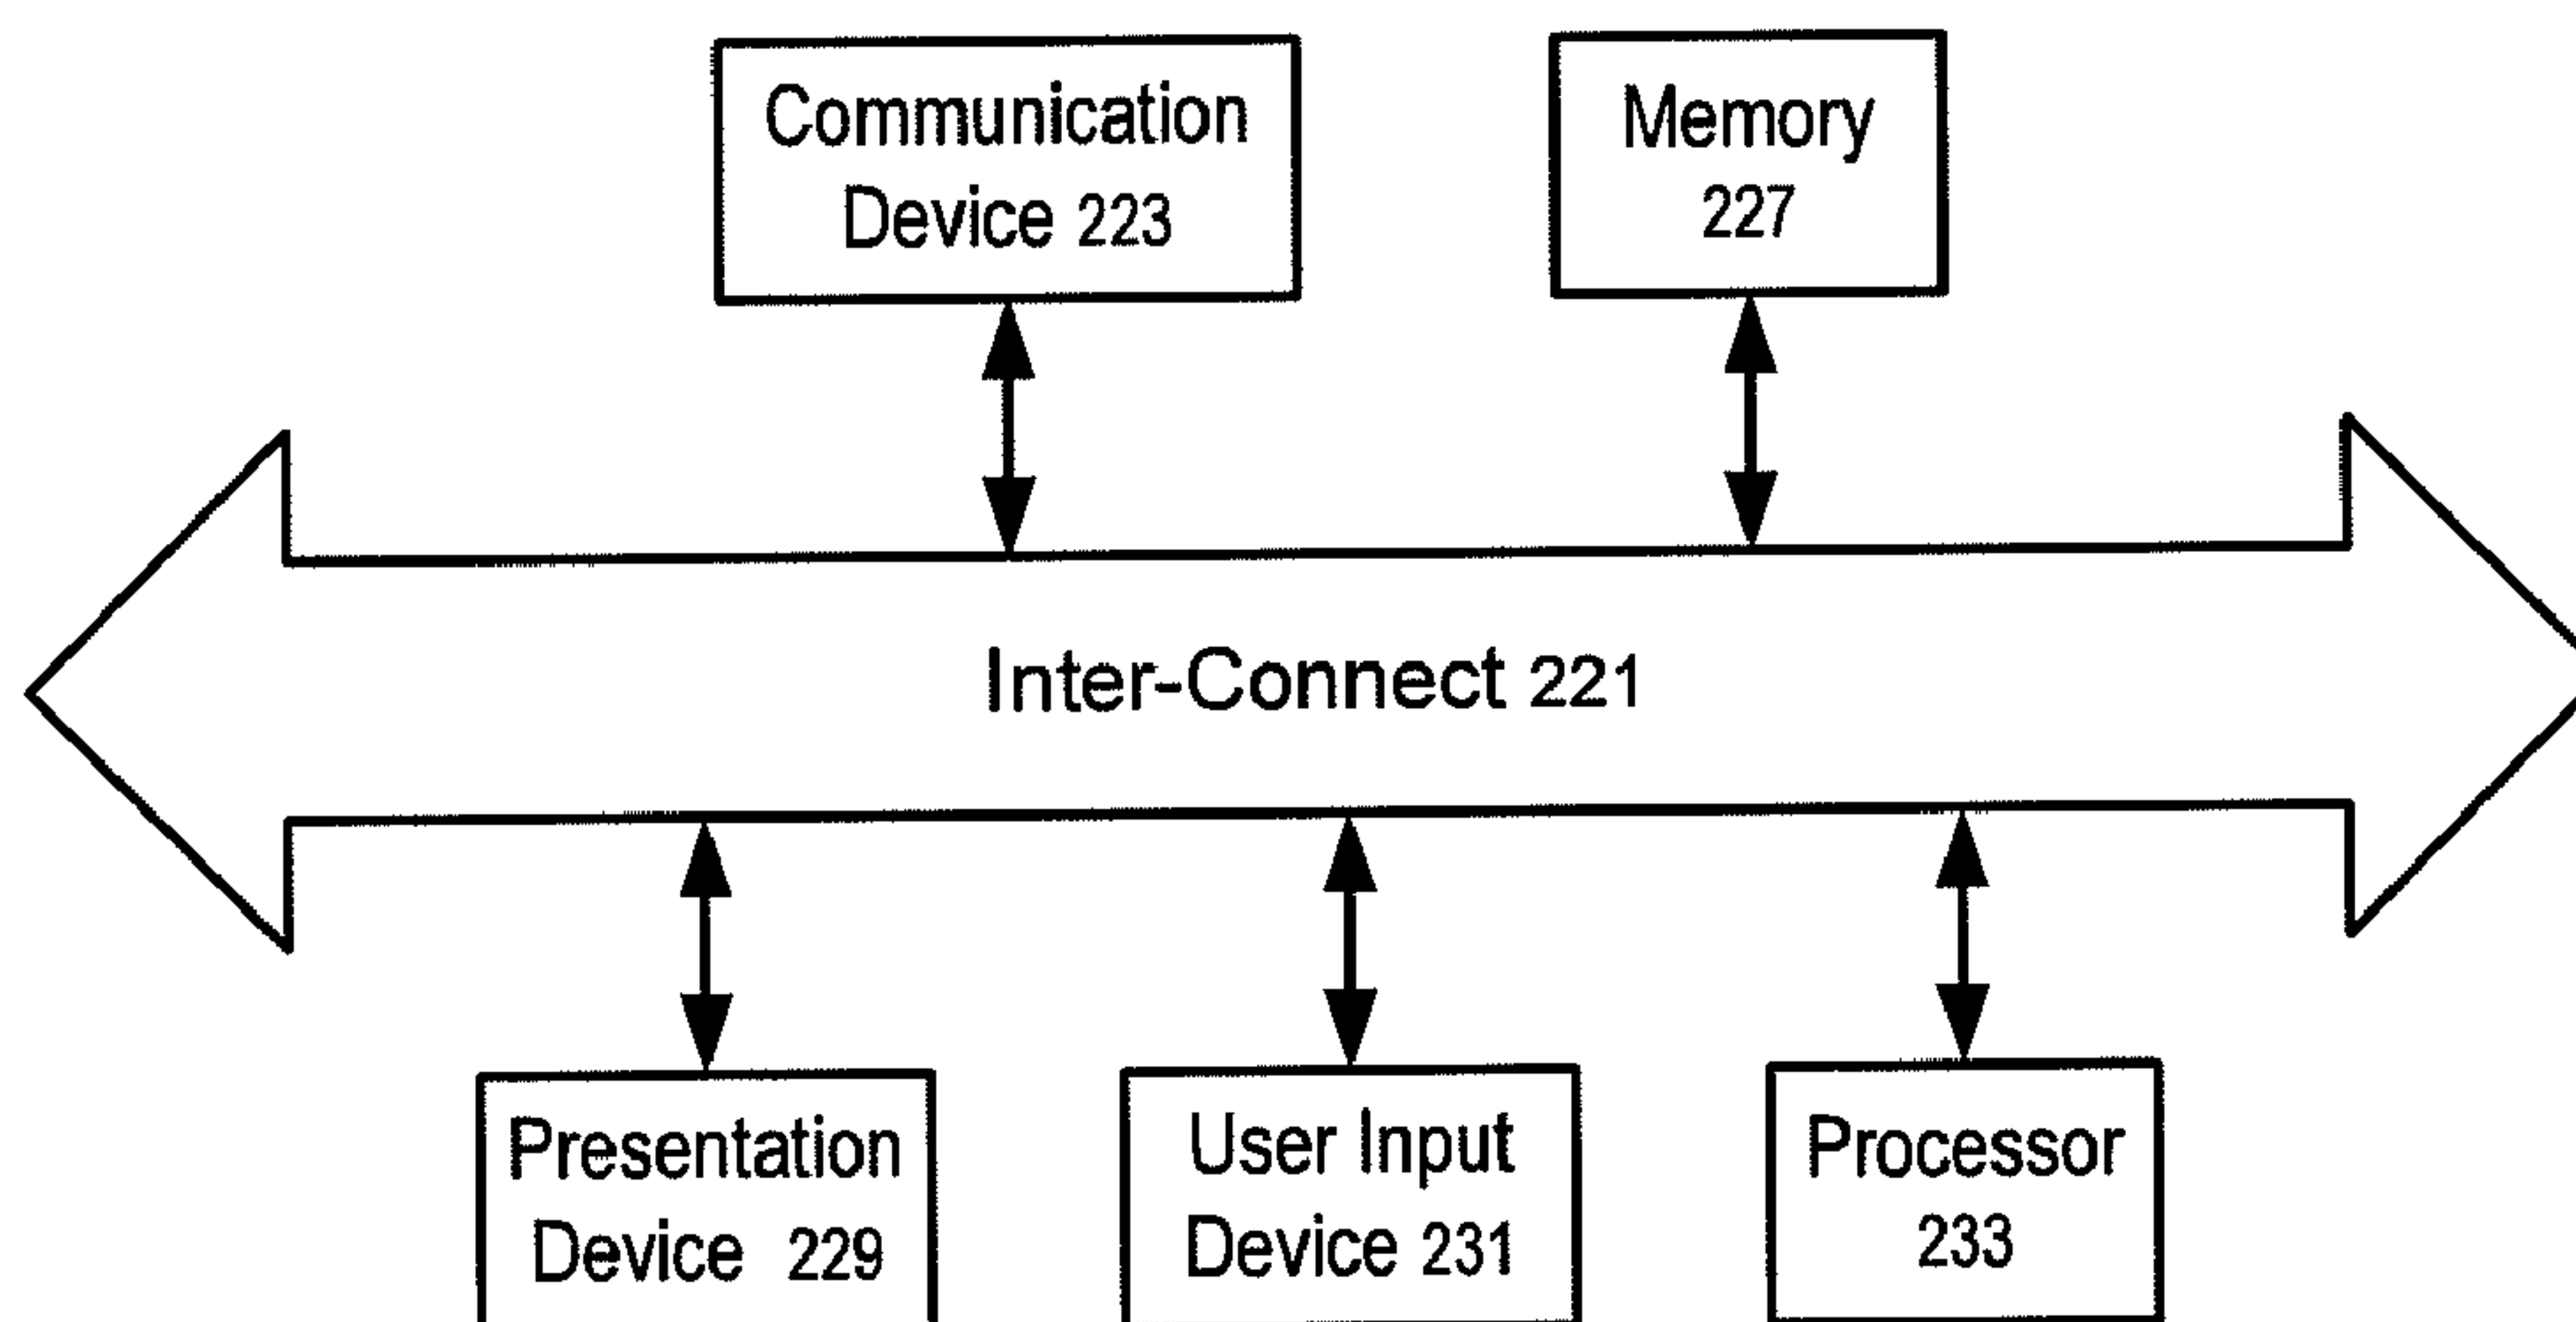 Communication
Device 223
Memory
227
Inter-Connect 221
Presentation
Device 229
User Input
Device 231
Processor
233